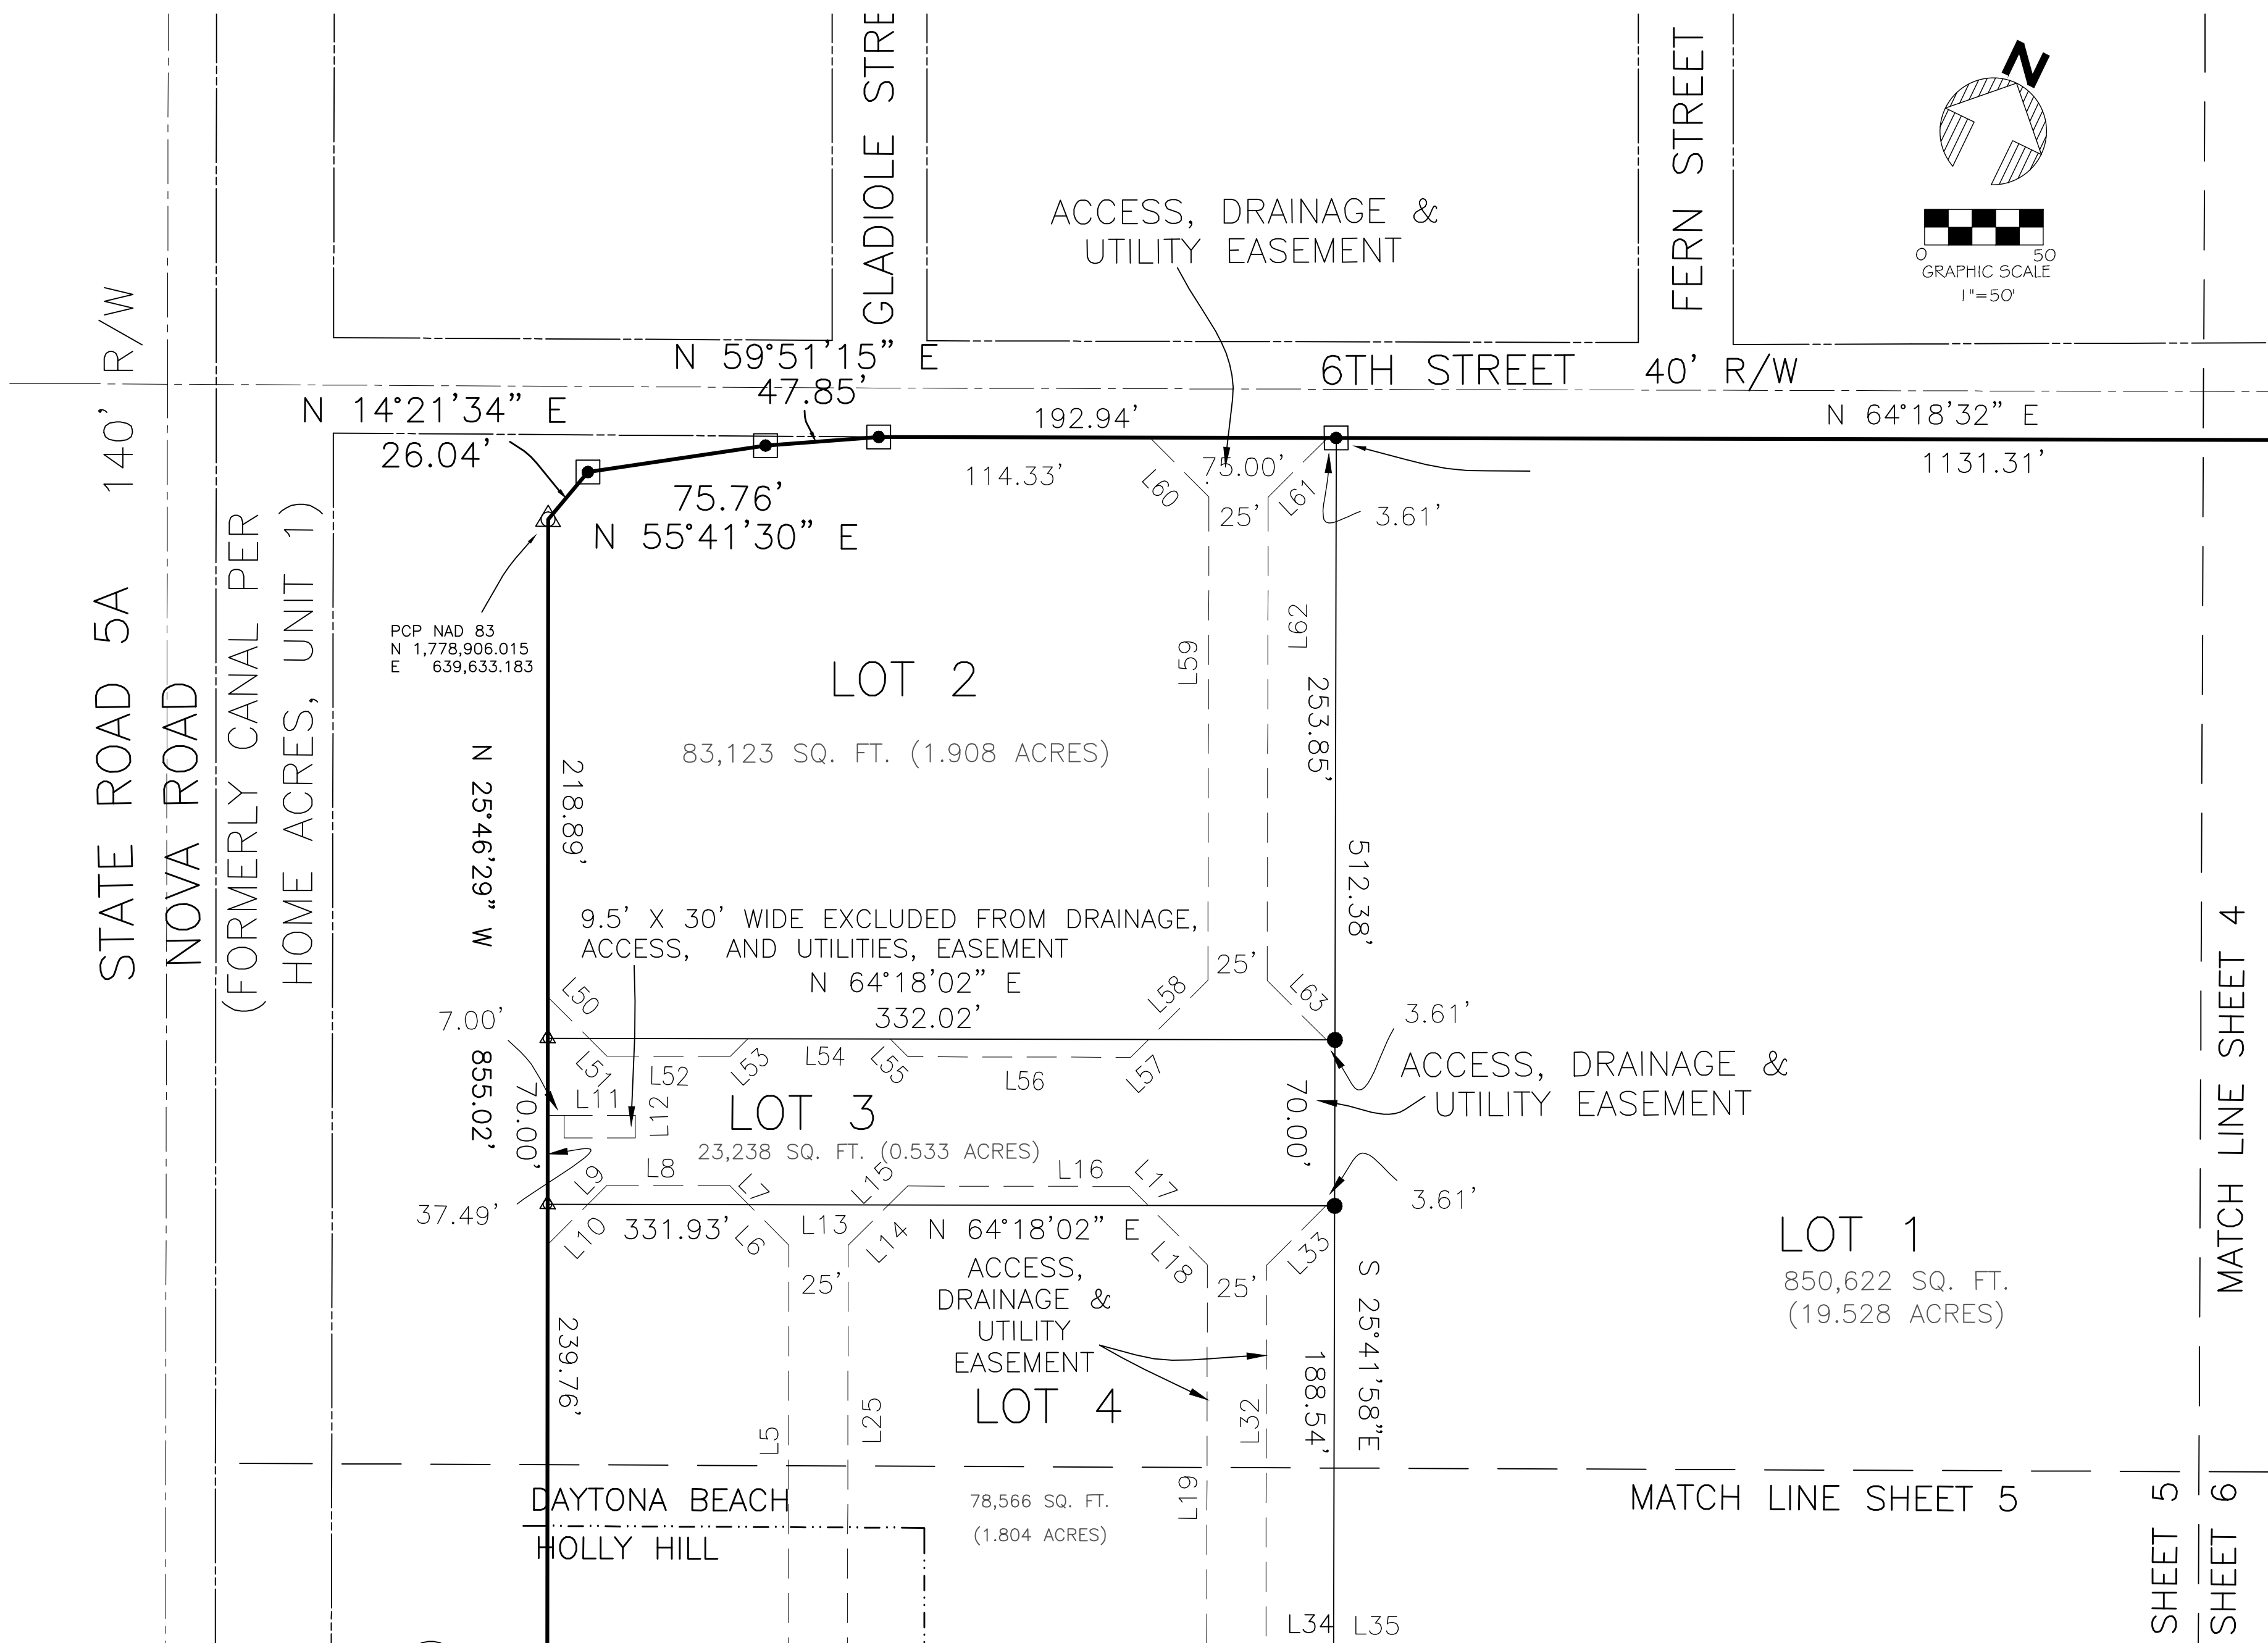 GLADIOLE STRE
FERN STREET
N
0 50
GRAPHIC SCALE
1"=50'
ACCESS, DRAINAGE &
UTILITY EASEMENT
N 59°51'15" E
47.85'
6TH STREET 40' R/W
N 14°21'34" E
26.04'
192.94'
N 64°18'32" E
1131.31'
75.76'
N 55°41'30" E
114.33'
75.00'
L60
25'
L61
3.61'
STATE ROAD 5A 140' R/W
NOVA ROAD
(FORMERLY CANAL PER
HOME ACRES, UNIT 1)
PCP NAD 83
N 1,778,906.015
E 639,633.183
LOT 2
83,123 SQ. FT. (1.908 ACRES)
L59
L62
253.85'
512.38'
N 25°46'29" W
855.02'
218.89'
9.5' X 30' WIDE EXCLUDED FROM DRAINAGE,
ACCESS, AND UTILITIES, EASEMENT
N 64°18'02" E
332.02'
L50
L58
25'
L63
7.00'
3.61'
L51
L52
L53
L54
L55
L56
L57
ACCESS, DRAINAGE &
UTILITY EASEMENT
70.00'
L11
L12
LOT 3
23,238 SQ. FT. (0.533 ACRES)
70.00'
L9
L8
L7
L15
L16
L17
3.61'
37.49'
L10
331.93'
L6
L13
L14
N 64°18'02" E
L18
L33
25'
25'
ACCESS,
DRAINAGE &
UTILITY
EASEMENT
LOT 4
78,566 SQ. FT.
(1.804 ACRES)
239.76'
L5
L25
L19
L32
188.54'
S 25°41'58"E
LOT 1
850,622 SQ. FT.
(19.528 ACRES)
MATCH LINE SHEET 4
DAYTONA BEACH
HOLLY HILL
MATCH LINE SHEET 5
SHEET 5
SHEET 6
L34
L35